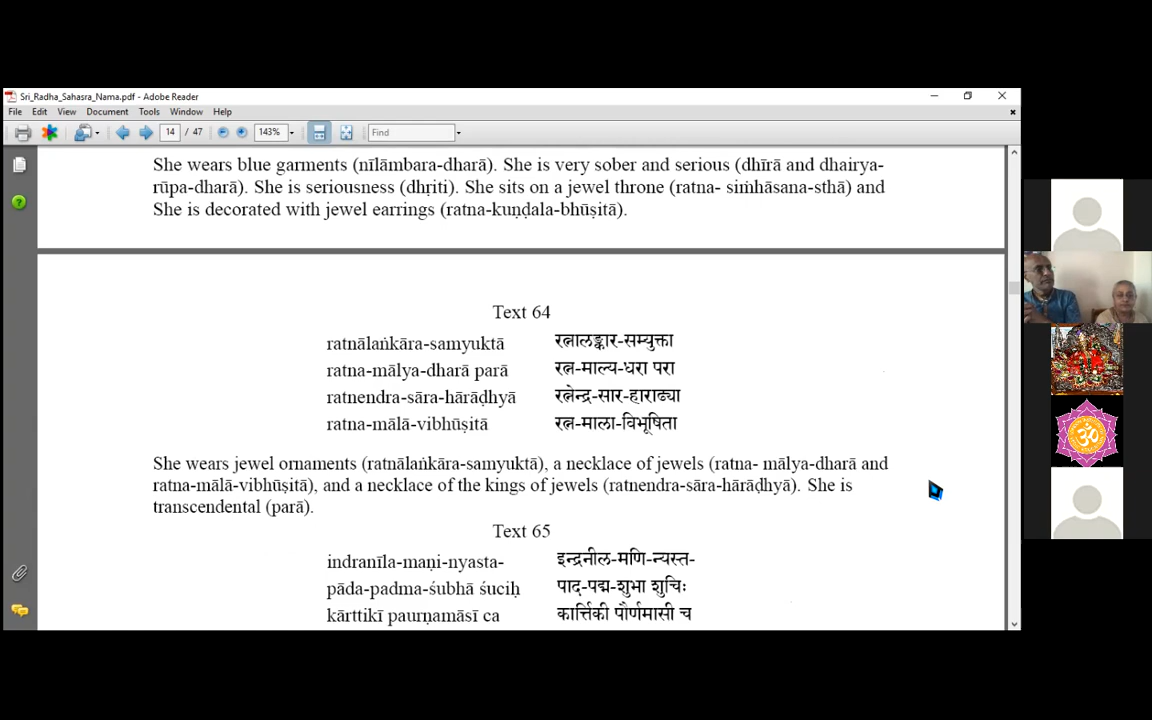 Sri_Radha_Sahasra_Nama.pdf - Adobe Reader
File Edit View Document Tools Window Help
14 / 47 143% Find
She wears blue garments (nīlāmbara-dharā). She is very sober and serious (dhīrā and dhairya-
rūpa-dharā). She is seriousness (dhṛiti). She sits on a jewel throne (ratna- siṁhāsana-sthā) and
She is decorated with jewel earrings (ratna-kuṇḍala-bhūṣitā).
Text 64
ratnālaṅkāra-samyuktā रत्नालङ्कार-सम्युक्ता
ratna-mālya-dharā parā रत्न-माल्य-धरा परा
ratnendra-sāra-hārāḍhyā रत्नेन्द्र-सार-हाराढ्या
ratna-mālā-vibhūṣitā रत्न-माला-विभूषिता
She wears jewel ornaments (ratnālaṅkāra-samyuktā), a necklace of jewels (ratna- mālya-dharā and
ratna-mālā-vibhūṣitā), and a necklace of the kings of jewels (ratnendra-sāra-hārāḍhyā). She is
transcendental (parā).
Text 65
indranīla-maṇi-nyasta- इन्द्रनील-मणि-न्यस्त-
pāda-padma-śubhā śuciḥ पाद-पद्म-शुभा शुचिः
kārttikī paurṇamāsī ca कार्त्तिकी पौर्णमासी च
ॐ